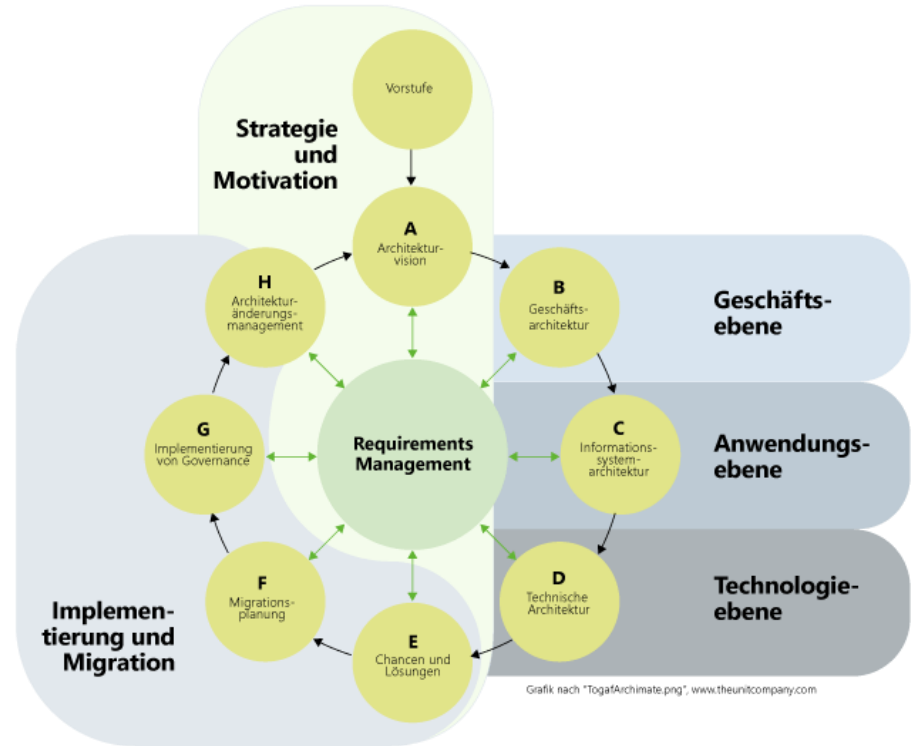 Vorstufe
Strategie
und
Motivation
A
Architektur-
vision
B
Geschäfts-
architektur
Geschäfts-
ebene
H
Architektur-
änderungs-
management
C
Informations-
system-
architektur
Anwendungs-
ebene
Requirements
Management
G
Implementierung
von Governance
D
Technische
Architektur
Technologie-
ebene
F
Migrations-
planung
E
Chancen und
Lösungen
Implemen-
tierung und
Migration
Grafik nach "TogafArchimate.png", www.theunitcompany.com